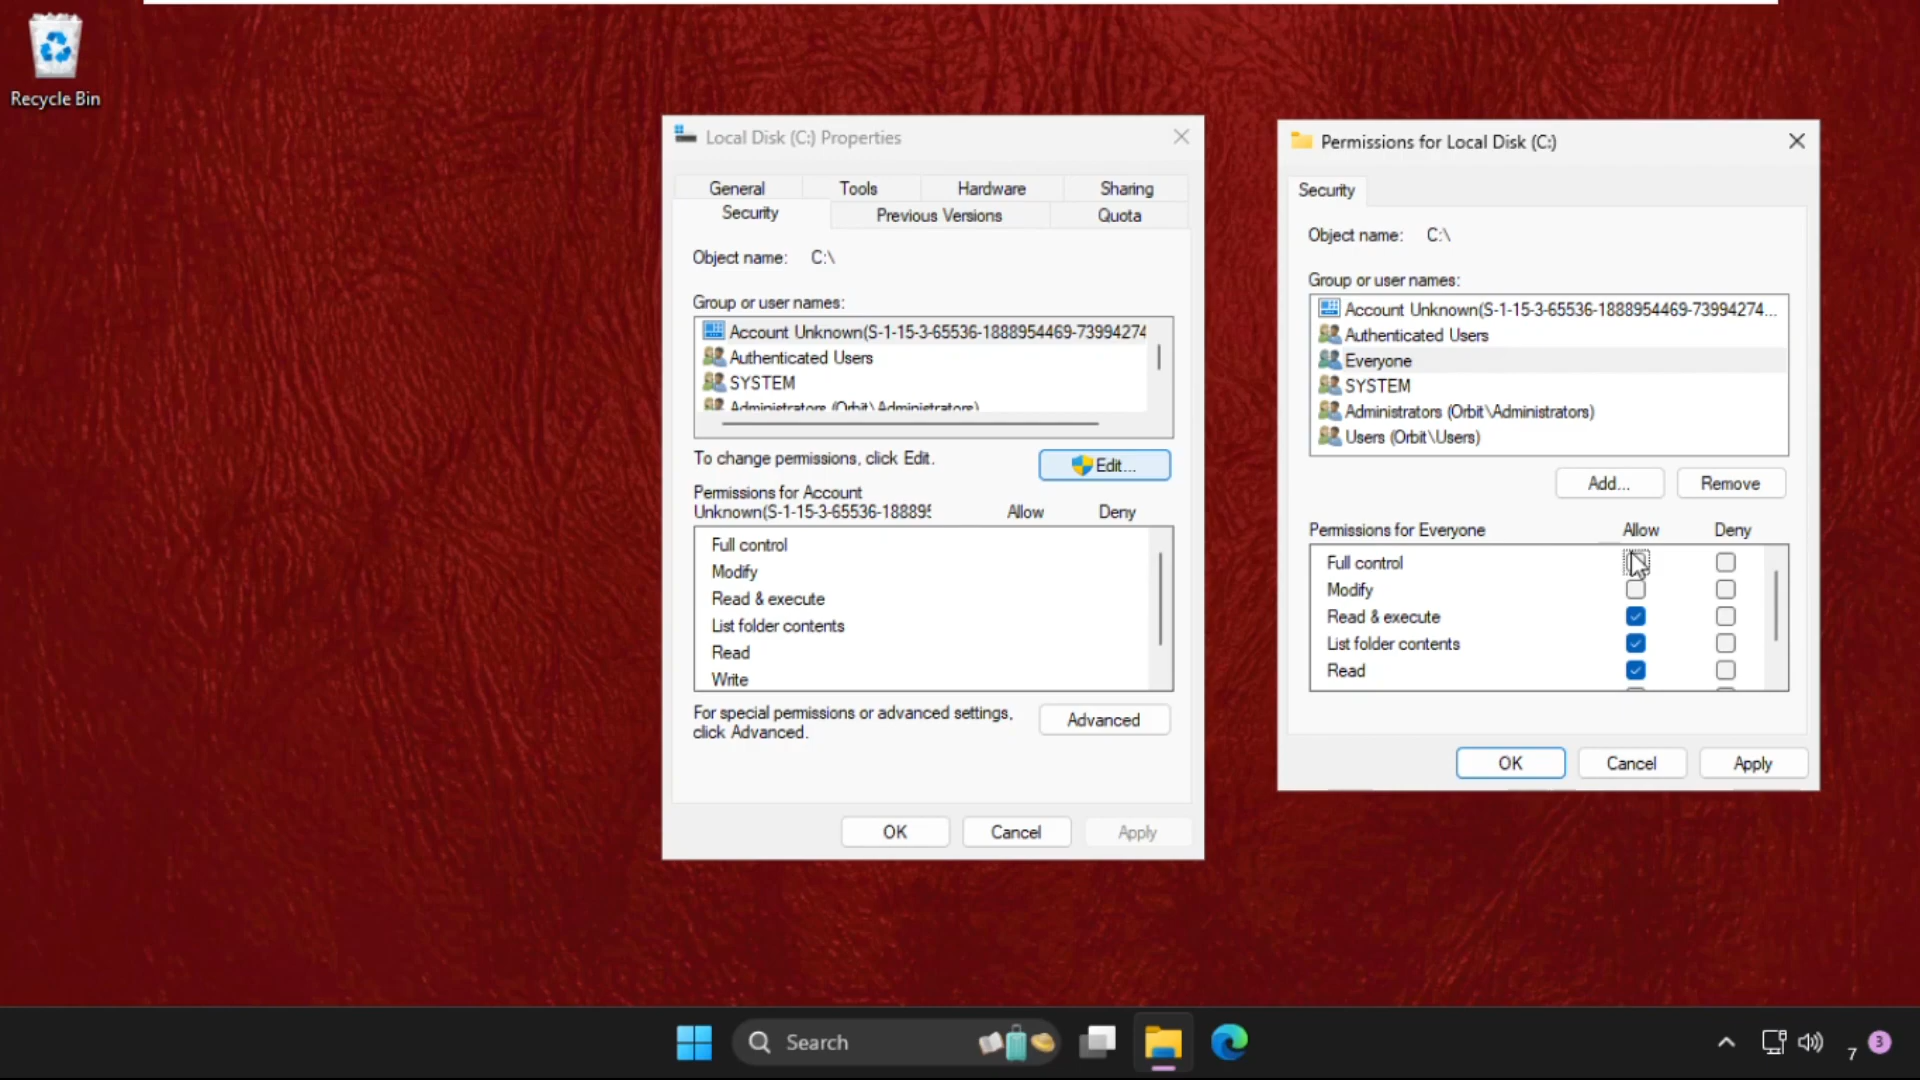 Recycle Bin
Local Disk (C:) Properties
General
Tools
Hardware
Sharing
Security
Previous Versions
Quota
Object name: C:\
Group or user names:
Account Unknown(S-1-15-3-65536-1888954469-73994274
Authenticated Users
SYSTEM
Administrators (Orbit\Administrators)
To change permissions, click Edit.
Edit...
Permissions for Account
Unknown(S-1-15-3-65536-18889
Allow
Deny
Full control
Modify
Read & execute
List folder contents
Read
Write
For special permissions or advanced settings,
click Advanced.
Advanced
OK
Cancel
Apply
Permissions for Local Disk (C:)
Security
Object name: C:\
Group or user names:
Account Unknown(S-1-15-3-65536-1888954469-73994274...
Authenticated Users
Everyone
SYSTEM
Administrators (Orbit\Administrators)
Users (Orbit\Users)
Add...
Remove
Permissions for Everyone
Allow
Deny
Full control
Modify
Read & execute
List folder contents
Read
OK
Cancel
Apply
Search
7
3